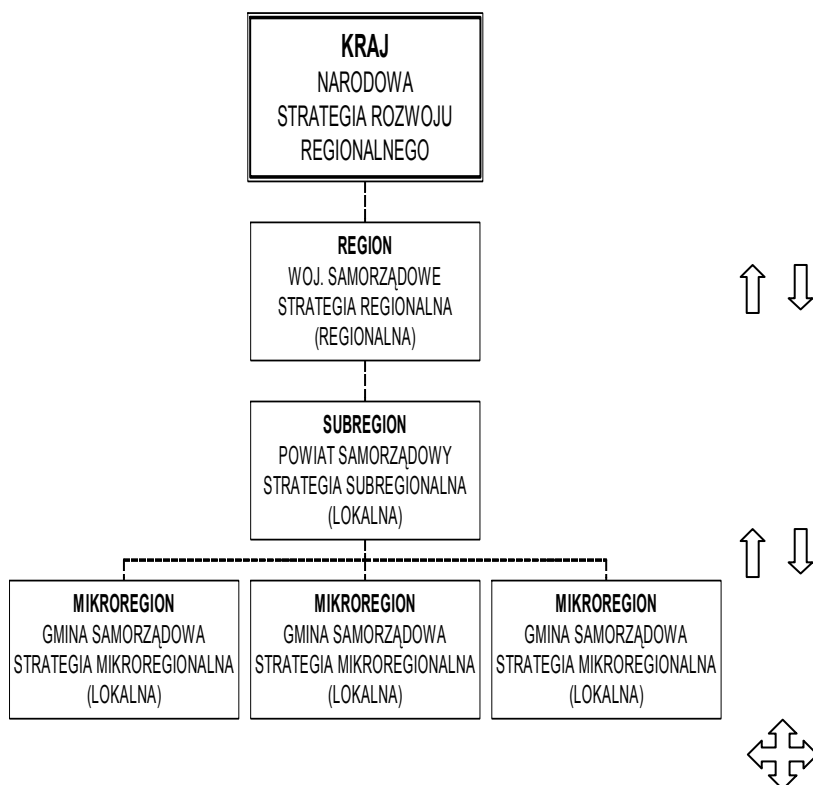 KRAJ
NARODOWA
STRATEGIA ROZWOJU
REGIONALNEGO
REGION
WOJ. SAMORZĄDOWE
STRATEGIA REGIONALNA
(REGIONALNA)
SUBREGION
POWIAT SAMORZĄDOWY
STRATEGIA SUBREGIONALNA
(LOKALNA)
MIKROREGION
GMINA SAMORZĄDOWA
STRATEGIA MIKROREGIONALNA
(LOKALNA)
MIKROREGION
GMINA SAMORZĄDOWA
STRATEGIA MIKROREGIONALNA
(LOKALNA)
MIKROREGION
GMINA SAMORZĄDOWA
STRATEGIA MIKROREGIONALNA
(LOKALNA)